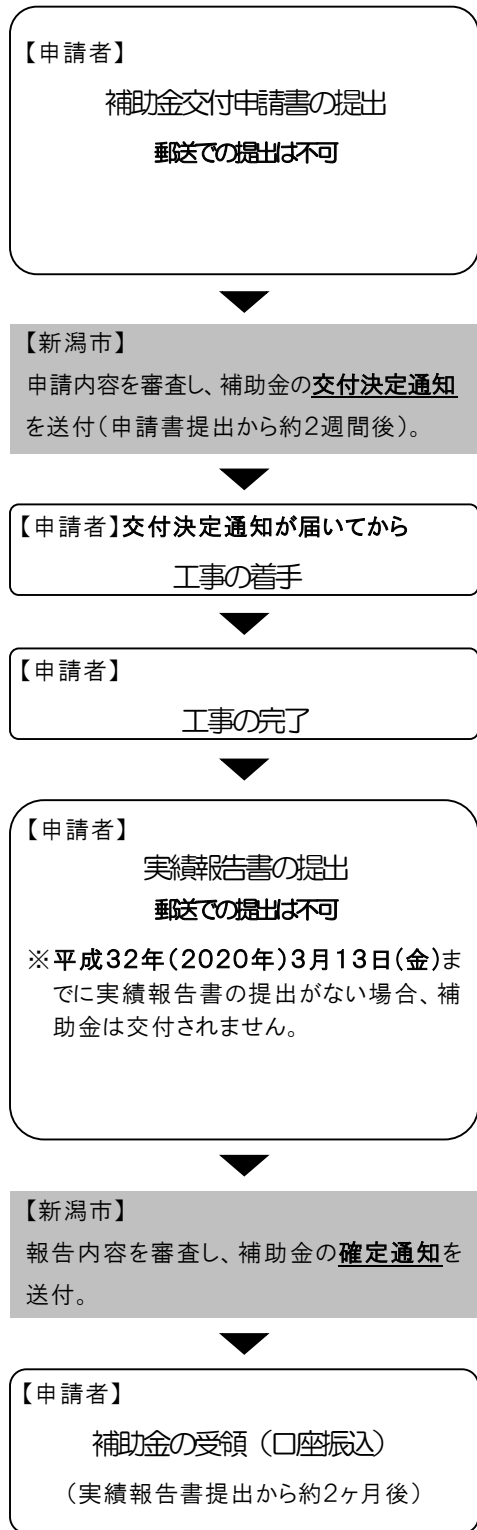 【申請者】
補助金交付申請書の提出
郵送での提出は不可
【新潟市】
申請内容を審査し、補助金の交付決定通知
を送付（申請書提出から約2週間後）。
【申請者】交付決定通知が届いてから
工事の着手
【申請者】
工事の完了
【申請者】
実績報告書の提出
郵送での提出は不可
※平成32年(2020年)3月13日(金)ま
でに実績報告書の提出がない場合、補
助金は交付されません。
【新潟市】
報告内容を審査し、補助金の確定通知を
送付。
【申請者】
補助金の受領（口座振込）
（実績報告書提出から約2ヶ月後）